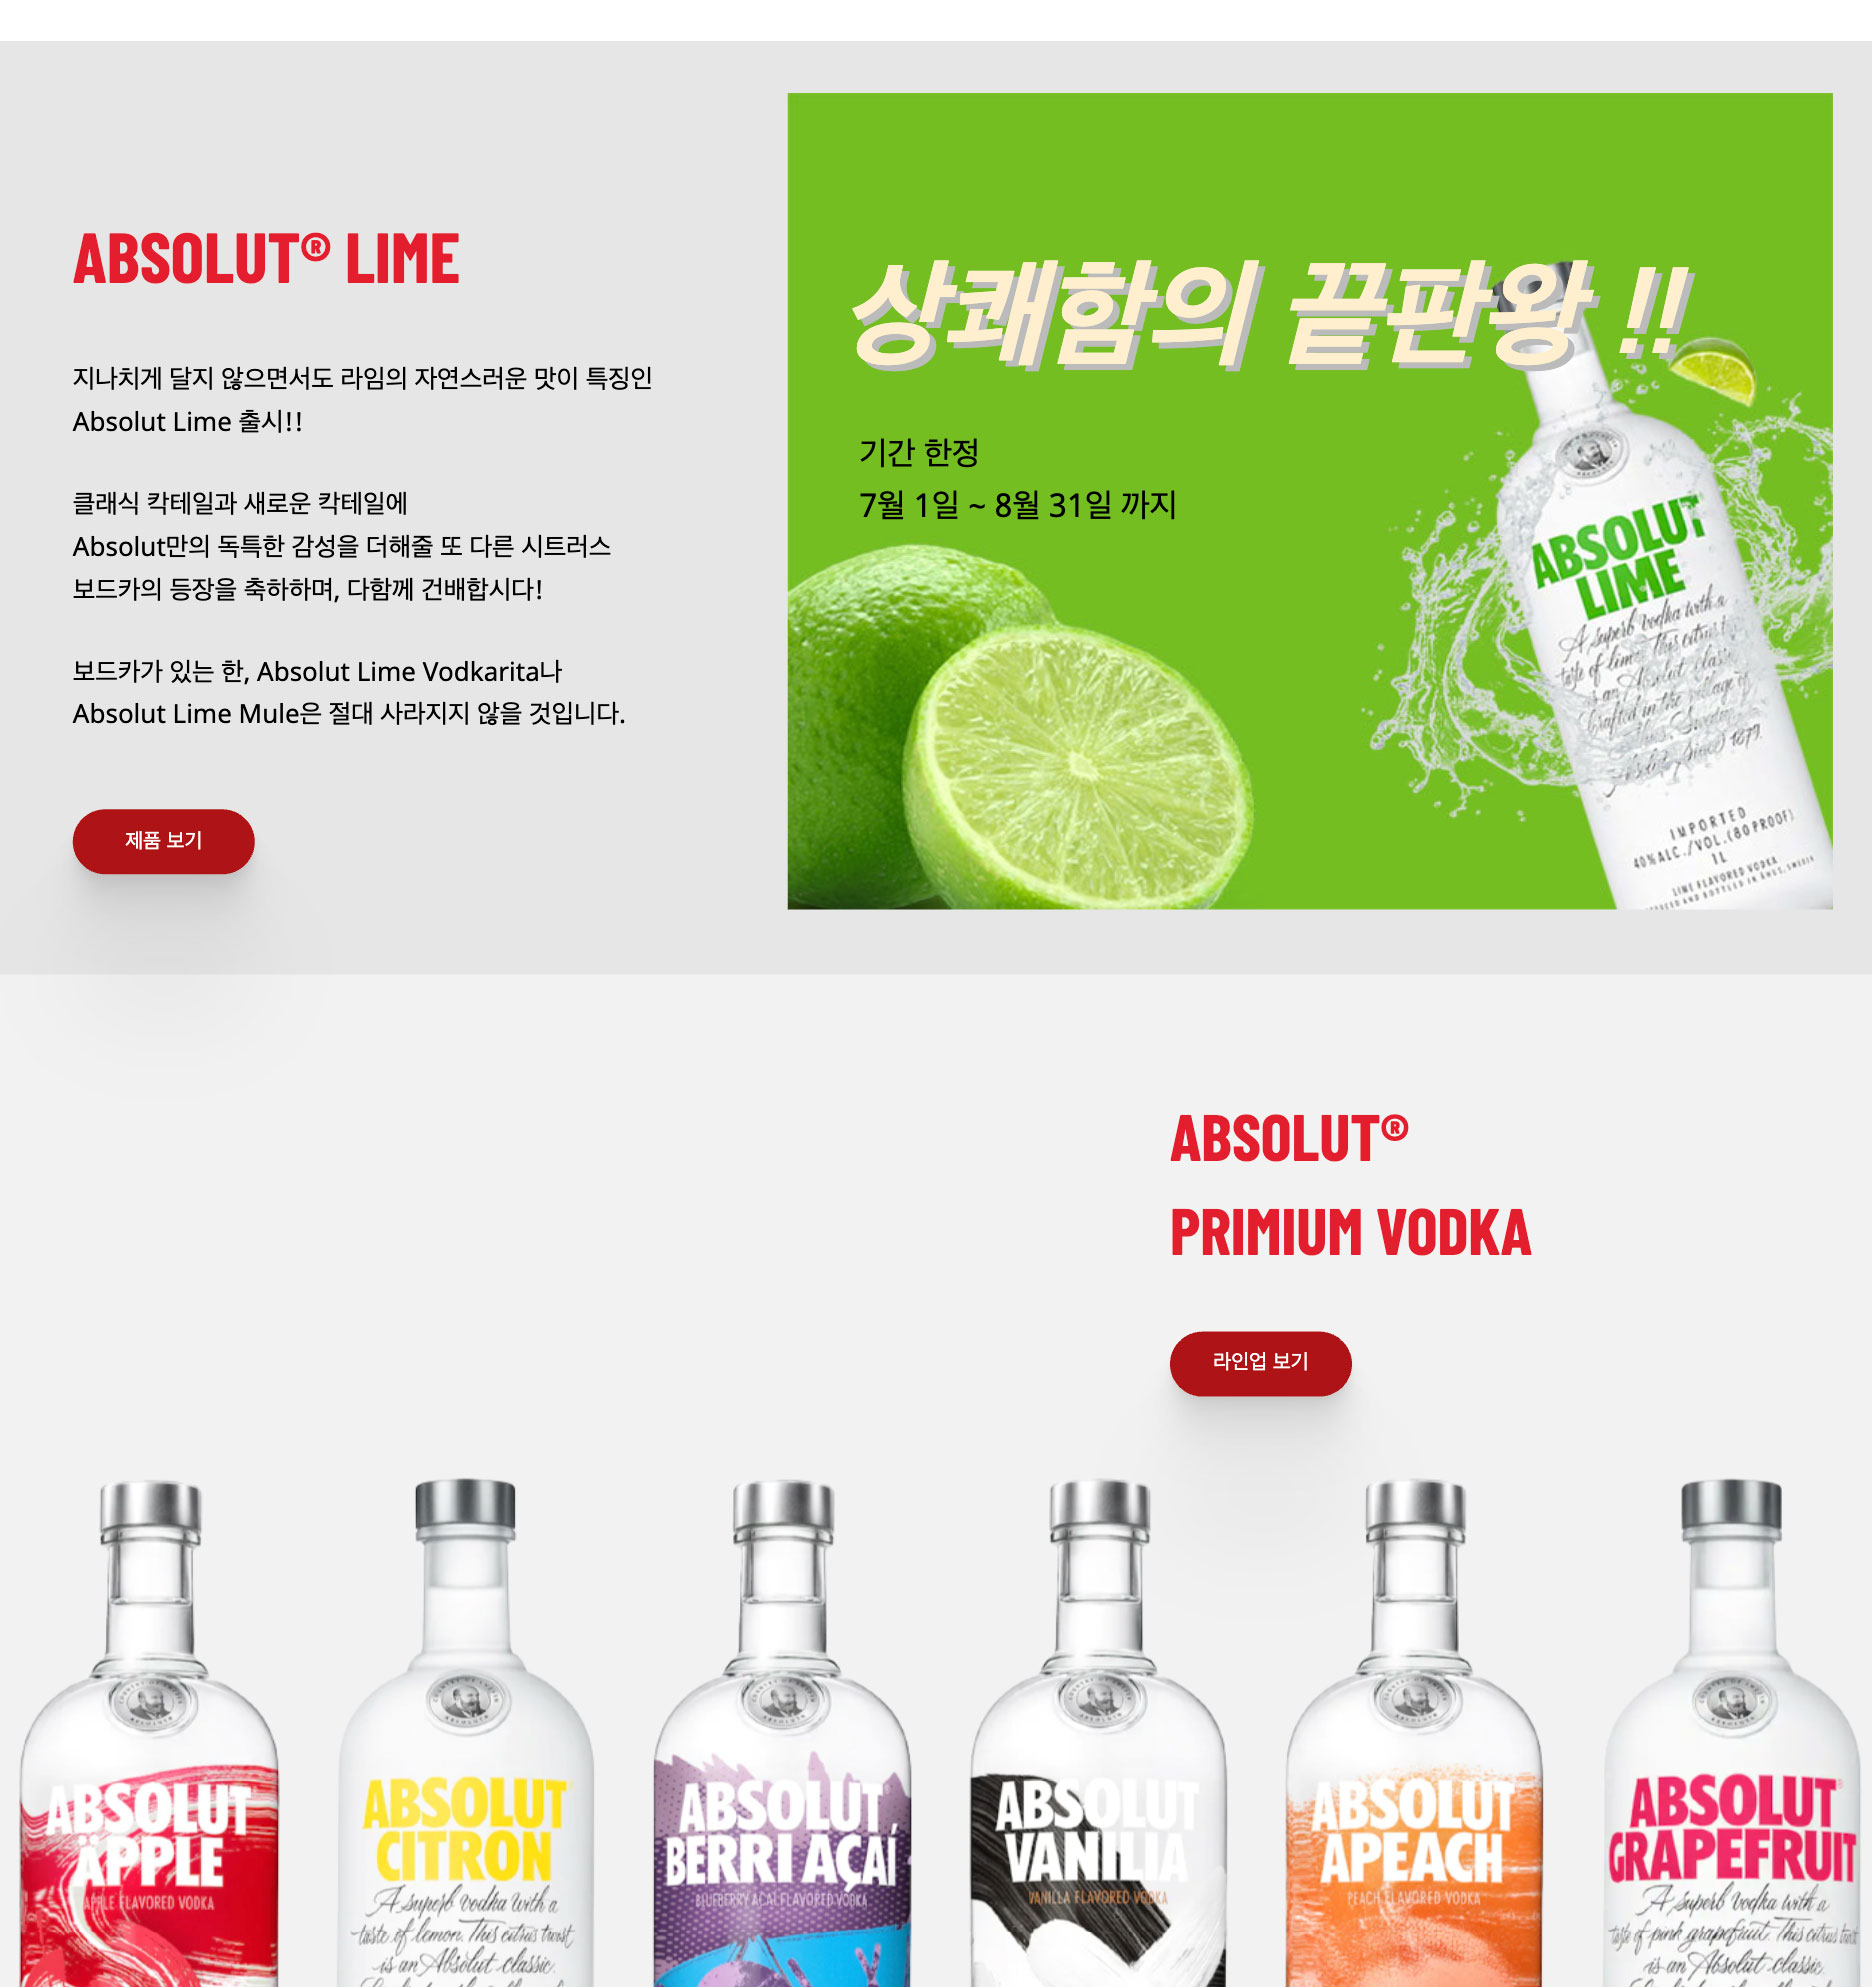 ABSOLUT® LIME
지나치게 달지 않으면서도 라임의 자연스러운 맛이 특징인
Absolut Lime 출시!!
클래식 칵테일과 새로운 칵테일에
Absolut만의 독특한 감성을 더해줄 또 다른 시트러스
보드카의 등장을 축하하며, 다함께 건배합시다!
보드카가 있는 한, Absolut Lime Vodkarita나
Absolut Lime Mule은 절대 사라지지 않을 것입니다.
제품 보기
상쾌함의 끝판왕 !!
기간 한정
7월 1일 ~ 8월 31일 까지
ABSOLUT
LIME
A superb vodka with a
taste of lime. This citrus
is an Absolut classic
Crafted in the village of
1879.
IMPORTED
40% ALC./VOL. (80 PROOF)
1L
LIME FLAVORED VODKA
AND BOTTLED IN ÅHUS, SWEDEN
ABSOLUT®
PRIMIUM VODKA
라인업 보기
ABSOLUT
ÄPPLE
APPLE FLAVORED VODKA
ABSOLUT
CITRON
A superb vodka with a
taste of lemon. This citrus twist
is an Absolut classic.
ABSOLUT
BERRI AÇAÍ
BLUEBERRY AÇAÍ FLAVORED VODKA
ABSOLUT
VANILIA
VANILLA FLAVORED VODKA
ABSOLUT
APEACH
PEACH FLAVORED VODKA
ABSOLUT
GRAPEFRUIT
A superb vodka with a
taste of pink grapefruit. This citrus twist
is an Absolut classic.